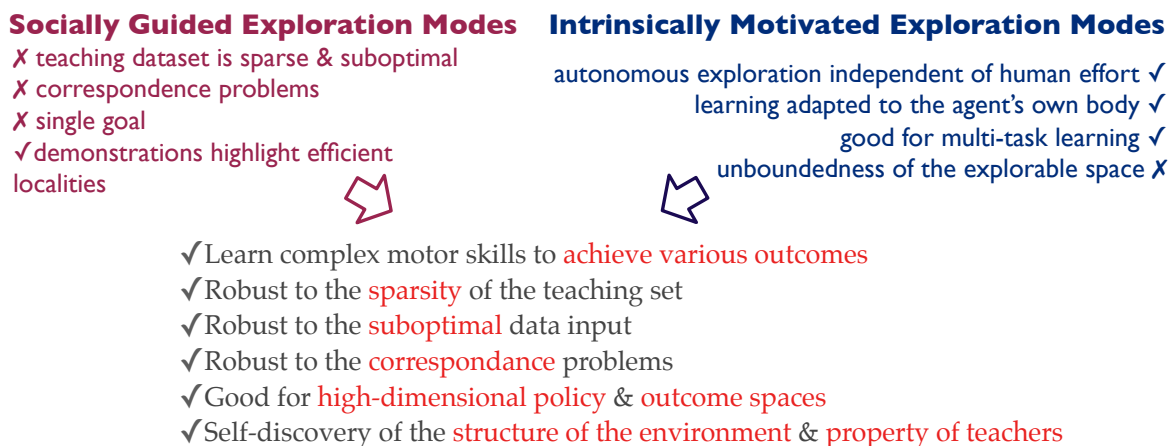 Socially Guided Exploration Modes
✗ teaching dataset is sparse & suboptimal
✗ correspondence problems
✗ single goal
✓demonstrations highlight efficient
localities
Intrinsically Motivated Exploration Modes
autonomous exploration independent of human effort ✓
learning adapted to the agent's own body ✓
good for multi-task learning ✓
unboundedness of the explorable space ✗
✓Learn complex motor skills to achieve various outcomes
✓Robust to the sparsity of the teaching set
✓Robust to the suboptimal data input
✓Robust to the correspondance problems
✓Good for high-dimensional policy & outcome spaces
✓Self-discovery of the structure of the environment & property of teachers